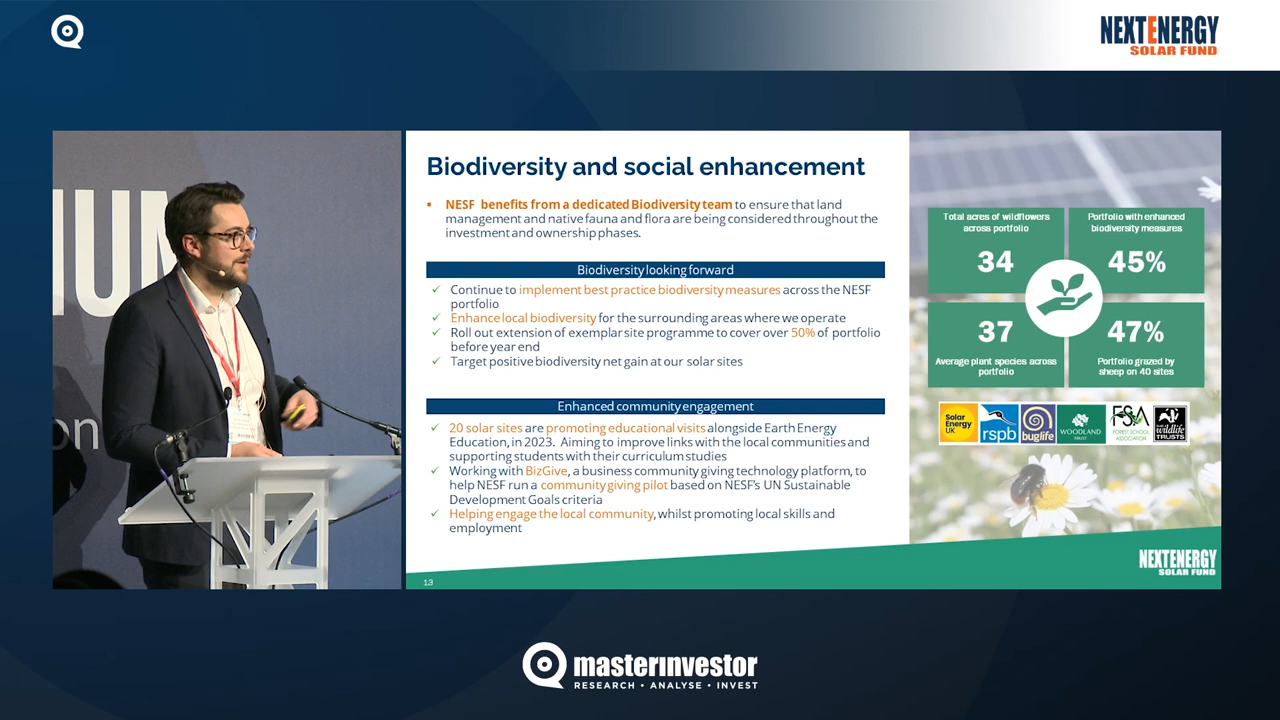 NEXTENERGY
SOLAR FUND
IUM
on
Biodiversity and social enhancement
▪ NESF benefits from a dedicated Biodiversity team to ensure that land
management and native fauna and flora are being considered throughout the
investment and ownership phases.
Biodiversity looking forward
✓ Continue to implement best practice biodiversity measures across the NESF
portfolio
✓ Enhance local biodiversity for the surrounding areas where we operate
✓ Roll out extension of exemplar site programme to cover over 50% of portfolio
before year end
✓ Target positive biodiversity net gain at our solar sites
Enhanced community engagement
✓ 20 solar sites are promoting educational visits alongside Earth Energy
Education, in 2023. Aiming to improve links with the local communities and
supporting students with their curriculum studies
✓ Working with BizGive, a business community giving technology platform, to
help NESF run a community giving pilot based on NESF's UN Sustainable
Development Goals criteria
✓ Helping engage the local community, whilst promoting local skills and
employment
13
Total acres of wildflowers
across portfolio
34
Portfolio with enhanced
biodiversity measures
45%
37
Average plant species across
portfolio
47%
Portfolio grazed by
sheep on 40 sites
Solar
Energy
UK
rspb
buglife
WOODLAND
TRUST
FSA
FOREST SCHOOL
ASSOCIATION
wildlife
TRUSTS
NEXTENERGY
SOLAR FUND
masterinvestor
RESEARCH • ANALYSE • INVEST